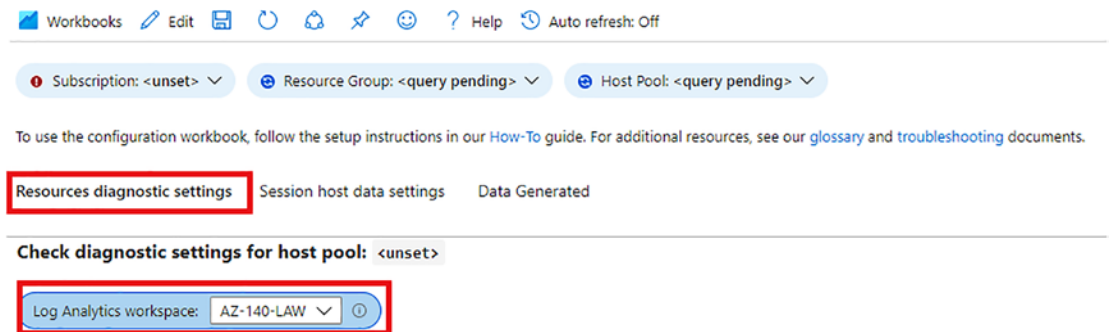 Workbooks Edit ? Help Auto refresh: Off
Subscription: <unset> Resource Group: <query pending> Host Pool: <query pending>
To use the configuration workbook, follow the setup instructions in our How-To guide. For additional resources, see our glossary and troubleshooting documents.
Resources diagnostic settings Session host data settings Data Generated
Check diagnostic settings for host pool: <unset>
Log Analytics workspace: AZ-140-LAW